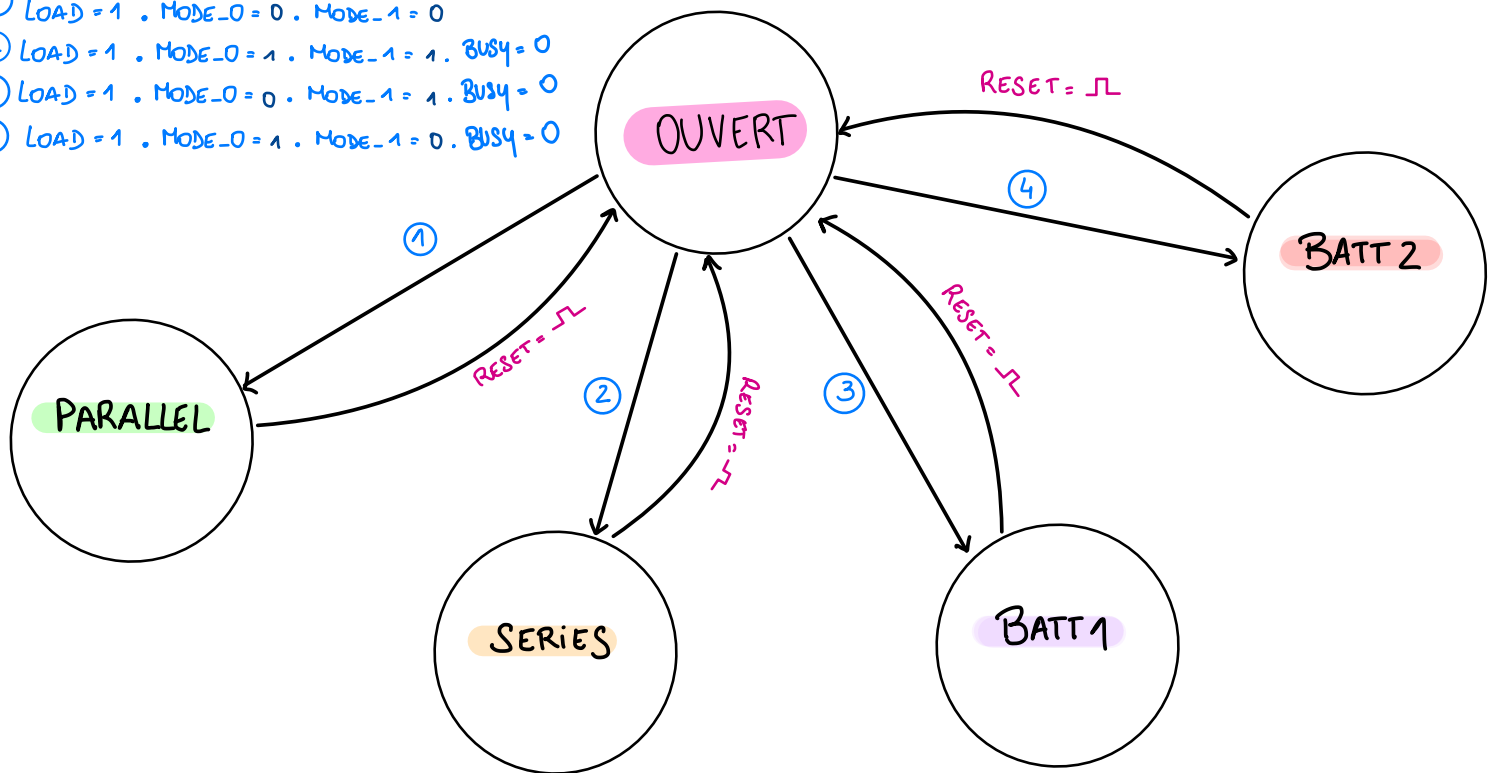 LOAD = 1 . MODE_0 = 0 . MODE_1 = 0
LOAD = 1 . MODE_0 = 1 . MODE_1 = 1 . BUSY = 0
LOAD = 1 . MODE_0 = 0 . MODE_1 = 1 . BUSY = 0
LOAD = 1 . MODE_0 = 1 . MODE_1 = 0 . BUSY = 0
RESET =
OUVERT
4
BATT 2
1
RESET =
RESET =
2
3
RESET =
PARALLEL
SERiES
BATT 1